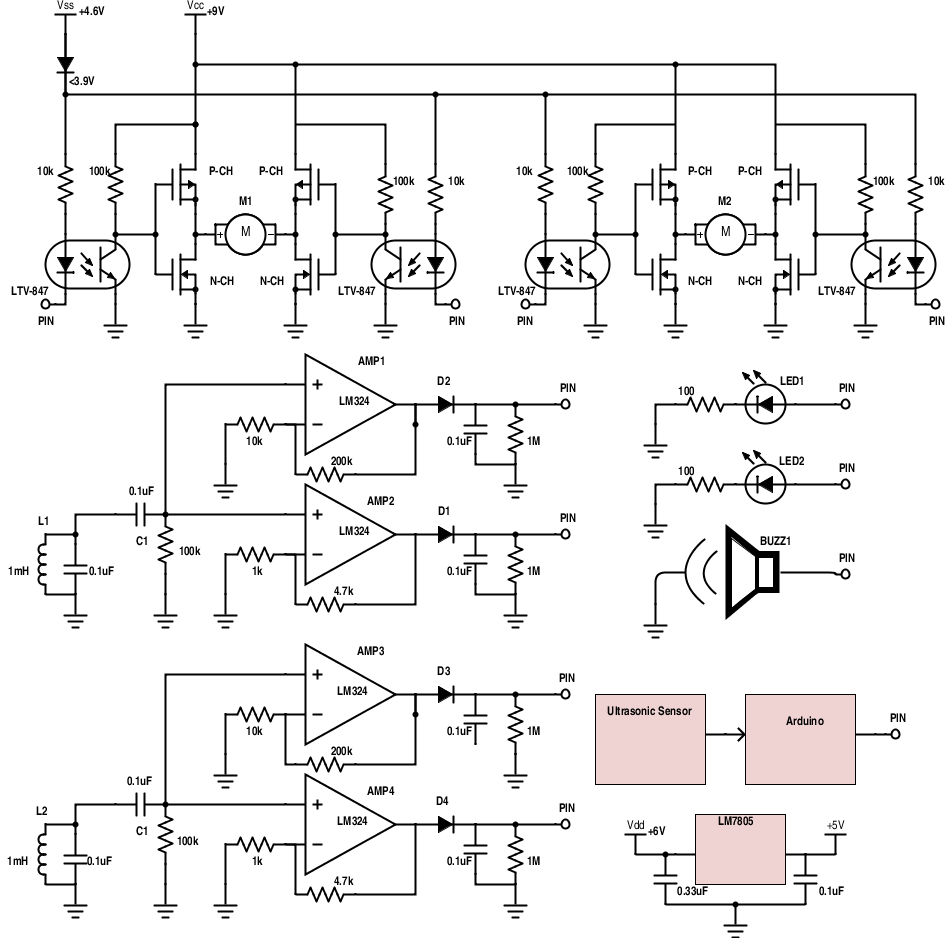 Vss
+4.6V
Vcc
+9V
<3.9V
10k
100k
P-CH
P-CH
100k
10k
10k
100k
P-CH
P-CH
100k
10k
M1
+
M
−
M2
+
M
−
N-CH
N-CH
N-CH
N-CH
LTV-847
LTV-847
LTV-847
LTV-847
PIN
PIN
PIN
PIN
AMP1
+
LM324
−
D2
PIN
10k
200k
0.1uF
1M
AMP2
+
LM324
−
D1
PIN
0.1uF
L1
C1
100k
1mH
0.1uF
1k
4.7k
0.1uF
1M
LED1
PIN
100
LED2
PIN
100
BUZZ1
PIN
AMP3
+
LM324
−
D3
PIN
10k
200k
0.1uF
1M
AMP4
+
LM324
−
D4
PIN
0.1uF
L2
C1
100k
1mH
0.1uF
1k
4.7k
0.1uF
1M
Ultrasonic Sensor
Arduino
PIN
Vdd
+6V
LM7805
+5V
0.33uF
0.1uF